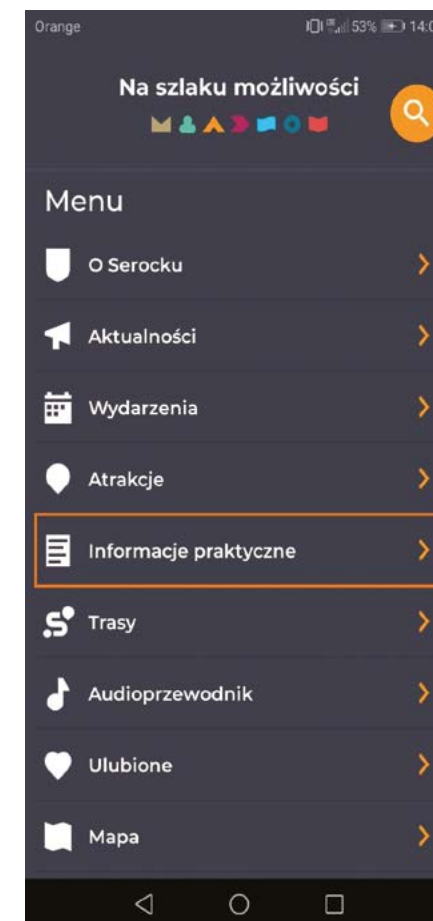 Orange 53% 14:0
Na szlaku możliwości
Menu
O Serocku
Aktualności
Wydarzenia
Atrakcje
Informacje praktyczne
Trasy
Audioprzewodnik
Ulubione
Mapa